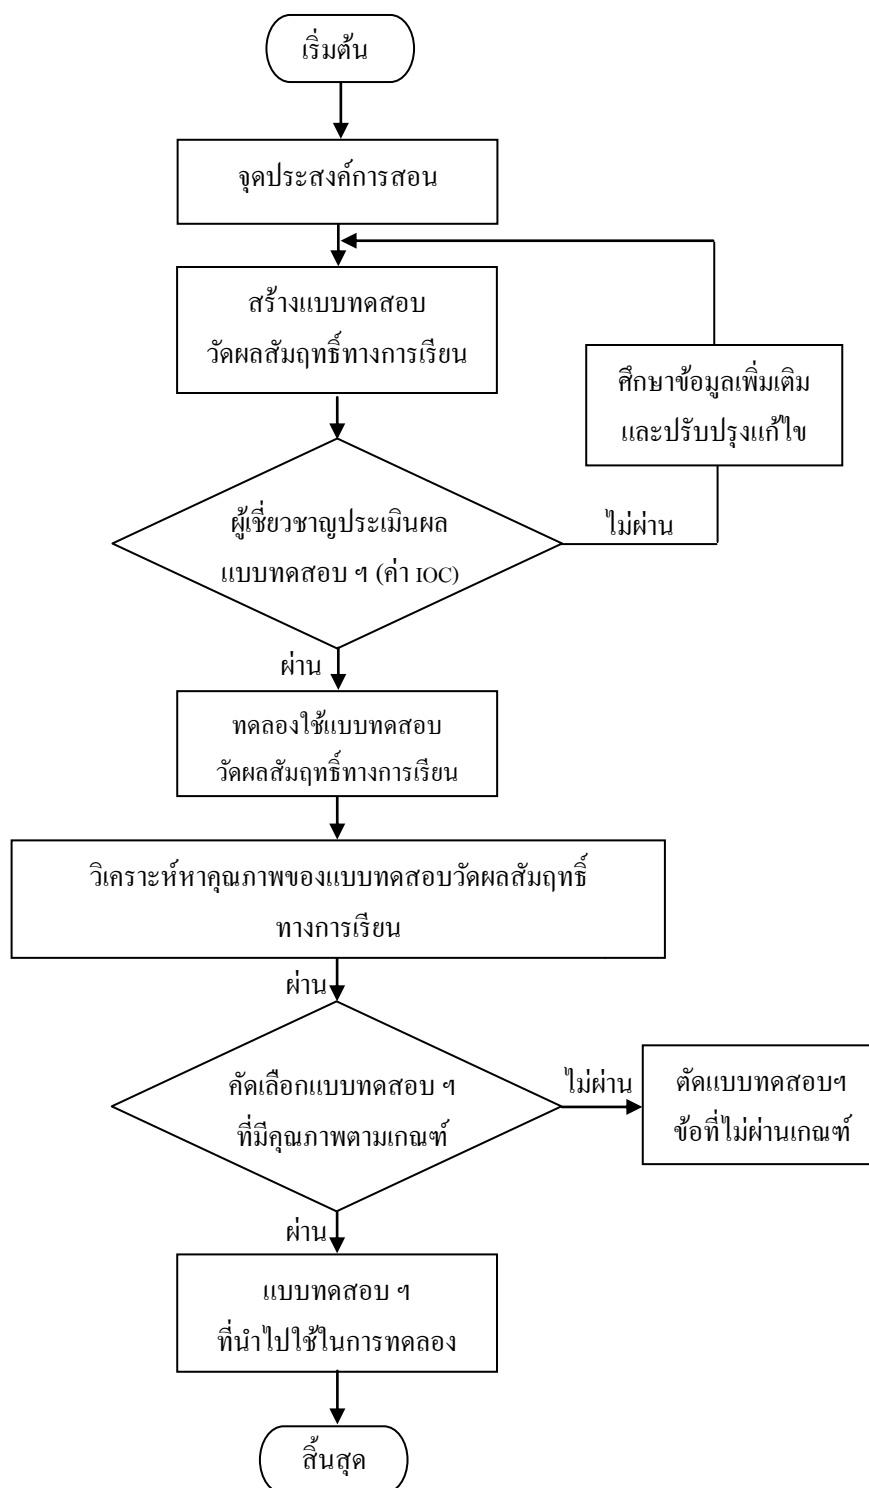 เริ่มต้น
จุดประสงค์การสอน
สร้างแบบทดสอบ
วัดผลสัมฤทธิ์ทางการเรียน
ศึกษาข้อมูลเพิ่มเติม
และปรับปรุงแก้ไข
ผู้เชี่ยวชาญประเมินผล
แบบทดสอบ ฯ (ค่า IOC)
ไม่ผ่าน
ผ่าน
ทดลองใช้แบบทดสอบ
วัดผลสัมฤทธิ์ทางการเรียน
วิเคราะห์หาคุณภาพของแบบทดสอบวัดผลสัมฤทธิ์
ทางการเรียน
ผ่าน
คัดเลือกแบบทดสอบ ฯ
ที่มีคุณภาพตามเกณฑ์
ไม่ผ่าน
ตัดแบบทดสอบฯ
ข้อที่ไม่ผ่านเกณฑ์
ผ่าน
แบบทดสอบ ฯ
ที่นำไปใช้ในการทดลอง
สิ้นสุด